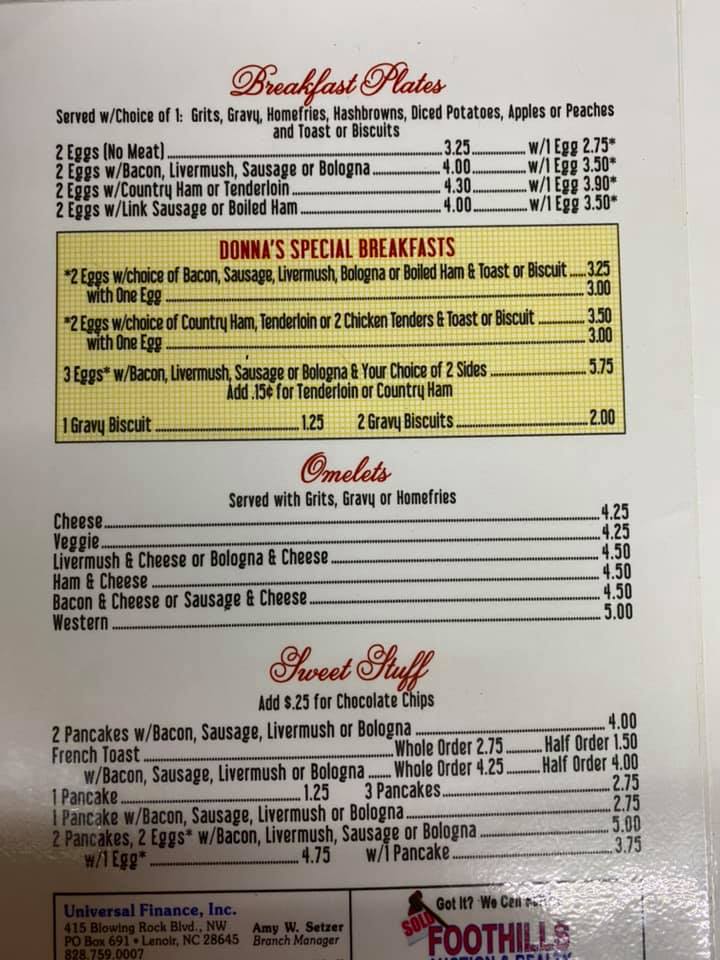 Breakfast Plates
Served w/Choice of 1: Grits, Gravy, Homefries, Hashbrowns, Diced Potatoes, Apples or Peaches
and Toast or Biscuits
2 Eggs (No Meat) 3.25 w/1 Egg 2.75*
2 Eggs w/Bacon, Livermush, Sausage or Bologna 4.00 w/1 Egg 3.50*
2 Eggs w/Country Ham or Tenderloin 4.30 w/1 Egg 3.90*
2 Eggs w/Link Sausage or Boiled Ham 4.00 w/1 Egg 3.50*
DONNA'S SPECIAL BREAKFASTS
*2 Eggs w/choice of Bacon, Sausage, Livermush, Bologna or Boiled Ham & Toast or Biscuit 3.25
with One Egg 3.00
*2 Eggs w/choice of Country Ham, Tenderloin or 2 Chicken Tenders & Toast or Biscuit 3.50
with One Egg 3.00
3 Eggs* w/Bacon, Livermush, Sausage or Bologna & Your Choice of 2 Sides 5.75
Add .15¢ for Tenderloin or Country Ham
1 Gravy Biscuit 1.25 2 Gravy Biscuits 2.00
Omelets
Served with Grits, Gravy or Homefries
Cheese 4.25
Veggie 4.25
Livermush & Cheese or Bologna & Cheese 4.50
Ham & Cheese 4.50
Bacon & Cheese or Sausage & Cheese 4.50
Western 5.00
Sweet Stuff
Add $.25 for Chocolate Chips
2 Pancakes w/Bacon, Sausage, Livermush or Bologna 4.00
French Toast Whole Order 2.75 Half Order 1.50
w/Bacon, Sausage, Livermush or Bologna Whole Order 4.25 Half Order 4.00
1 Pancake 1.25 3 Pancakes 2.75
1 Pancake w/Bacon, Sausage, Livermush or Bologna 2.75
2 Pancakes, 2 Eggs* w/Bacon, Livermush, Sausage or Bologna 5.00
w/1 Egg* 4.75 w/1 Pancake 3.75
Universal Finance, Inc.
415 Blowing Rock Blvd., NW
PO Box 691 • Lenoir, NC 28645
828.759.0007
Amy W. Setzer
Branch Manager
Got It? We Can
SOLD
FOOTHILLS
AUCTION & REALTY